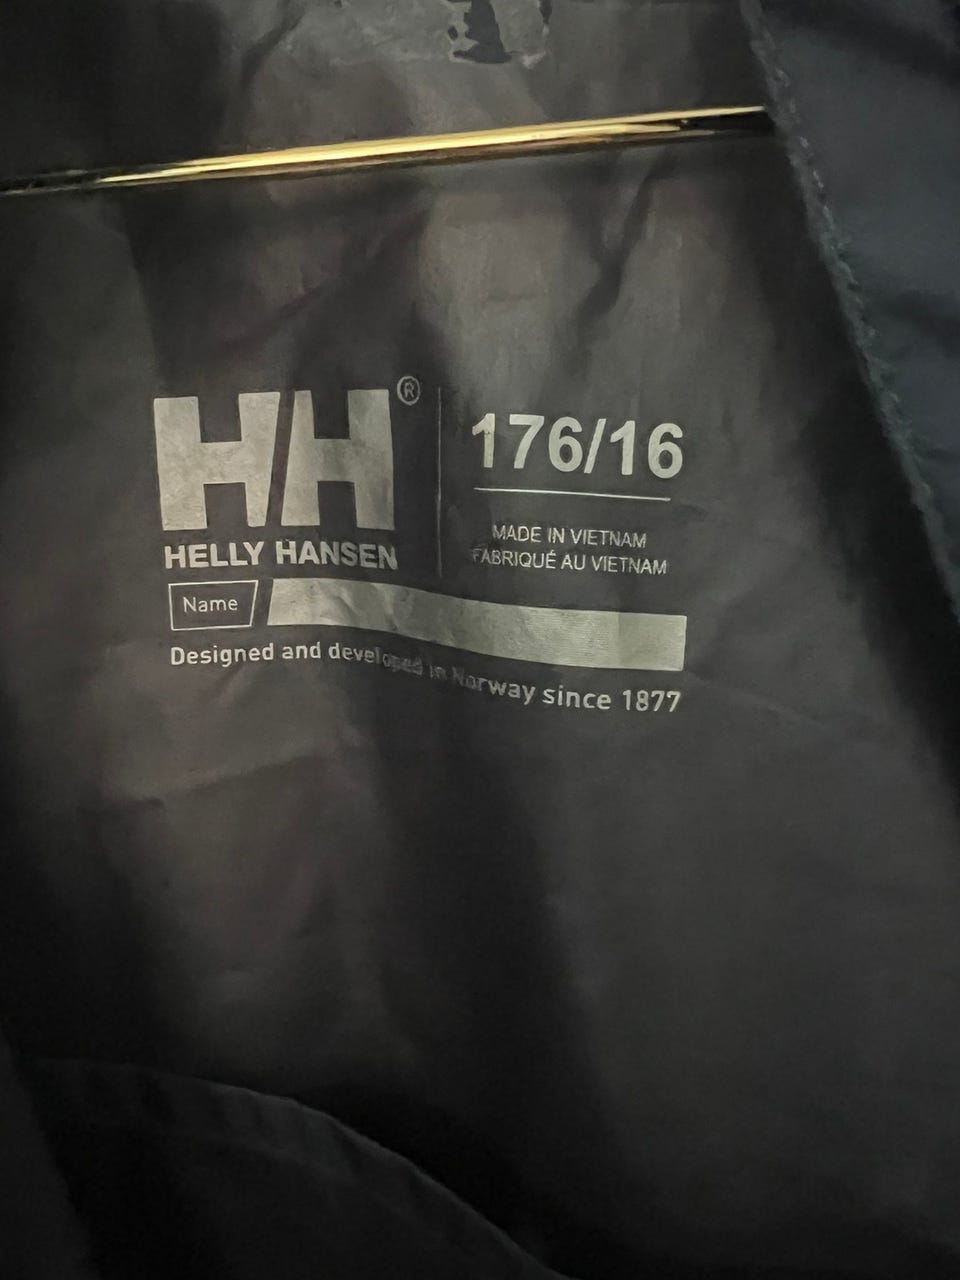 HH®
HELLY HANSEN
176/16
MADE IN VIETNAM
FABRIQUÉ AU VIETNAM
Name
Designed and developed in Norway since 1877